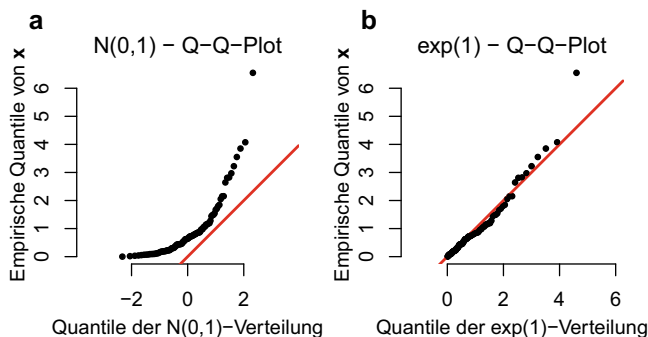 a
N(0,1) − Q−Q−Plot
Empirische Quantile von x
6
5
4
3
2
1
0
−2 0 2
Quantile der N(0,1)−Verteilung
b
exp(1) − Q−Q−Plot
Empirische Quantile von x
6
5
4
3
2
1
0
0 2 4 6
Quantile der exp(1)−Verteilung